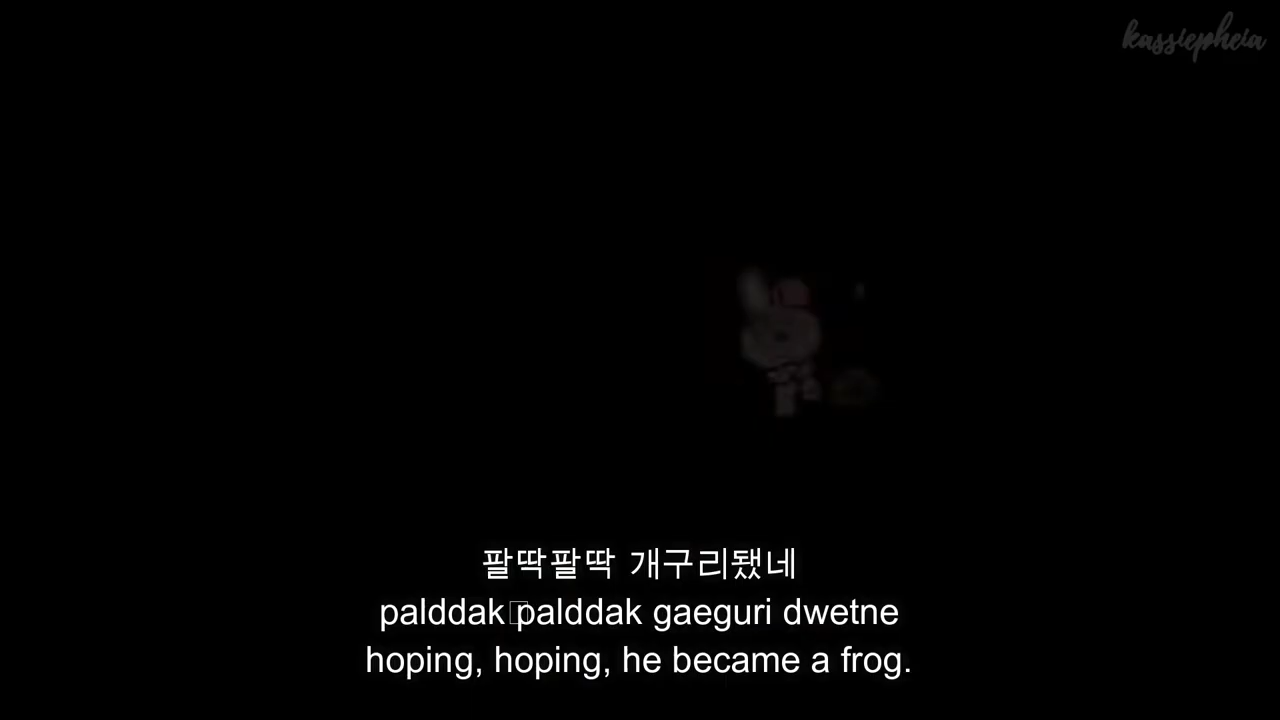 kassiepheia
팔딱팔딱 개구리됐네
palddak palddak gaeguri dwetne
hoping, hoping, he became a frog.